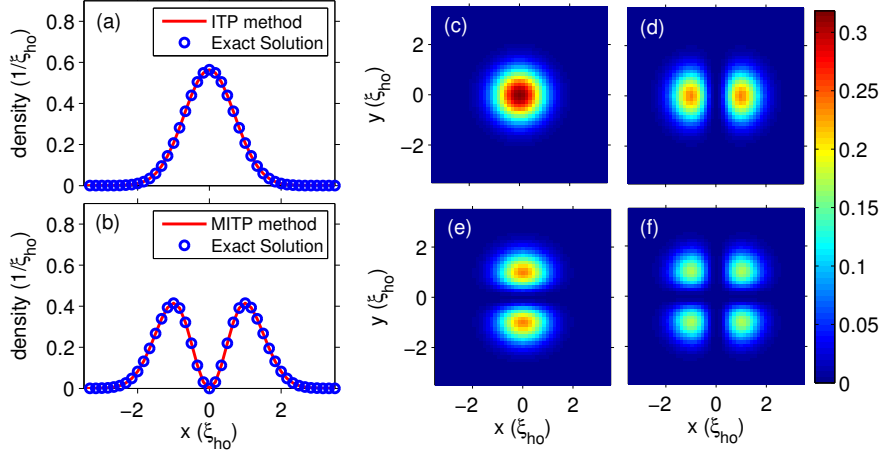 (a)
ITP method
Exact Solution
density (1/ξho)
0.8
0.6
0.4
0.2
0
(b)
MITP method
Exact Solution
density (1/ξho)
0.8
0.6
0.4
0.2
0
−2 0 2
x (ξho)
(c)
y (ξho)
2
0
−2
(d)
(e)
y (ξho)
2
0
−2
−2 0 2
x (ξho)
(f)
−2 0 2
x (ξho)
0.3
0.25
0.2
0.15
0.1
0.05
0